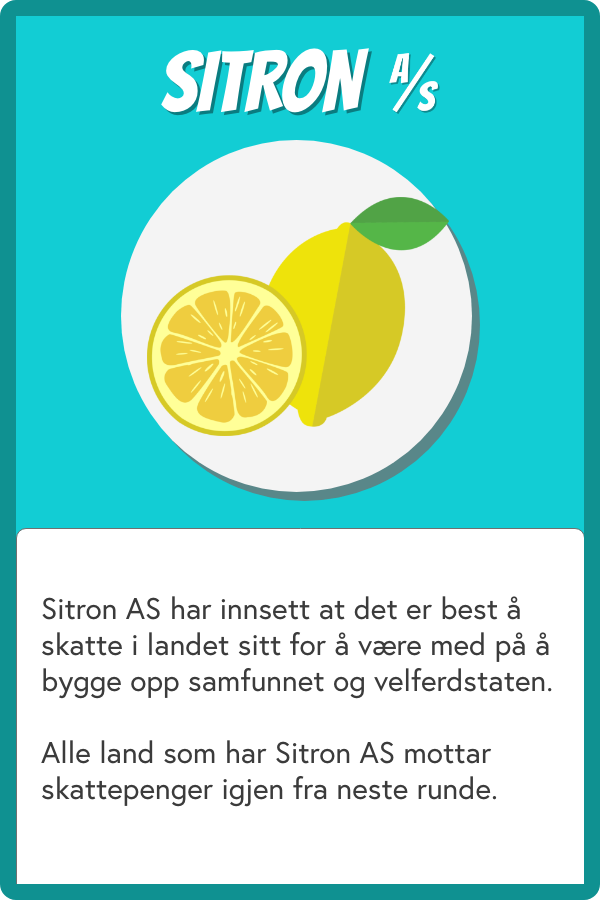 SITRON A/S
Sitron AS har innsett at det er best å
skatte i landet sitt for å være med på å
bygge opp samfunnet og velferdstaten.
Alle land som har Sitron AS mottar
skattepenger igjen fra neste runde.